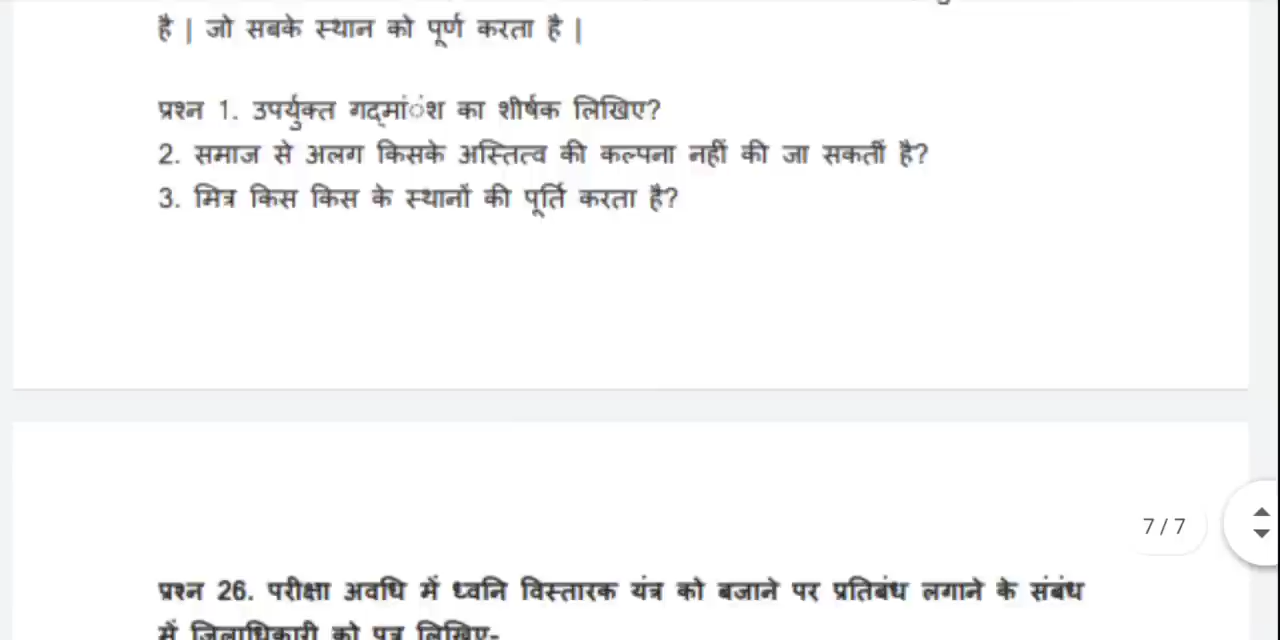 है | जो सबके स्थान को पूर्ण करता है |
प्रश्न 1. उपर्युक्त गद्मांंश का शीर्षक लिखिए?
2. समाज से अलग किसके अस्तित्व की कल्पना नहीं की जा सकतीं है?
3. मित्र किस किस के स्थानों की पूर्ति करता है?
7 / 7
प्रश्न 26. परीक्षा अवधि में ध्वनि विस्तारक यंत्र को बजाने पर प्रतिबंध लगाने के संबंध
में जिलाधिकारी को पत्र लिखिए-